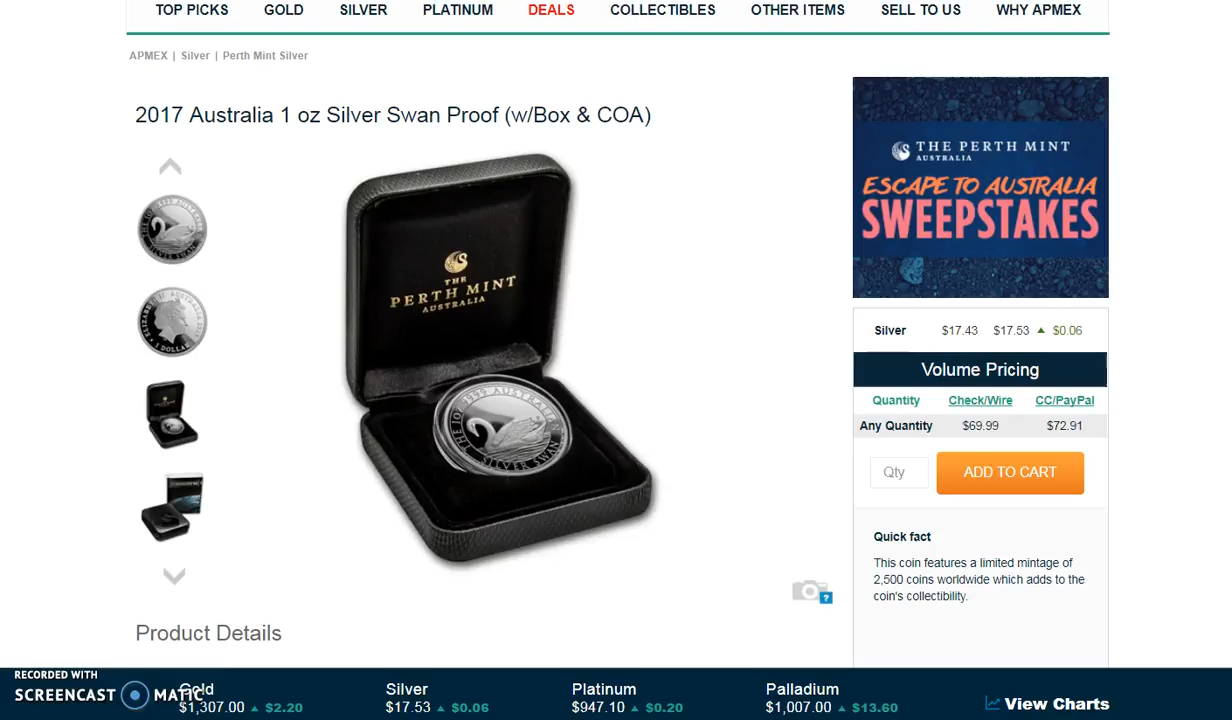 TOP PICKS GOLD SILVER PLATINUM DEALS COLLECTIBLES OTHER ITEMS SELL TO US WHY APMEX
APMEX | Silver | Perth Mint Silver
2017 Australia 1 oz Silver Swan Proof (w/Box & COA)
THE
PERTH MINT
AUSTRALIA
THE 1 OZ 9999 AUSTRALIAN
SILVER SWAN
THE PERTH MINT
AUSTRALIA
ESCAPE TO AUSTRALIA
SWEEPSTAKES
Silver $17.43 $17.53 ▲ $0.06
Volume Pricing
Quantity Check/Wire CC/PayPal
Any Quantity $69.99 $72.91
Qty ADD TO CART
Quick fact
This coin features a limited mintage of
2,500 coins worldwide which adds to the
coin's collectibility.
Product Details
RECORDED WITH
SCREENCAST MATIC
Gold Silver Platinum Palladium
$1,307.00 ▲ $2.20 $17.53 ▲ $0.06 $947.10 ▲ $0.20 $1,007.00 ▲ $13.60
View Charts